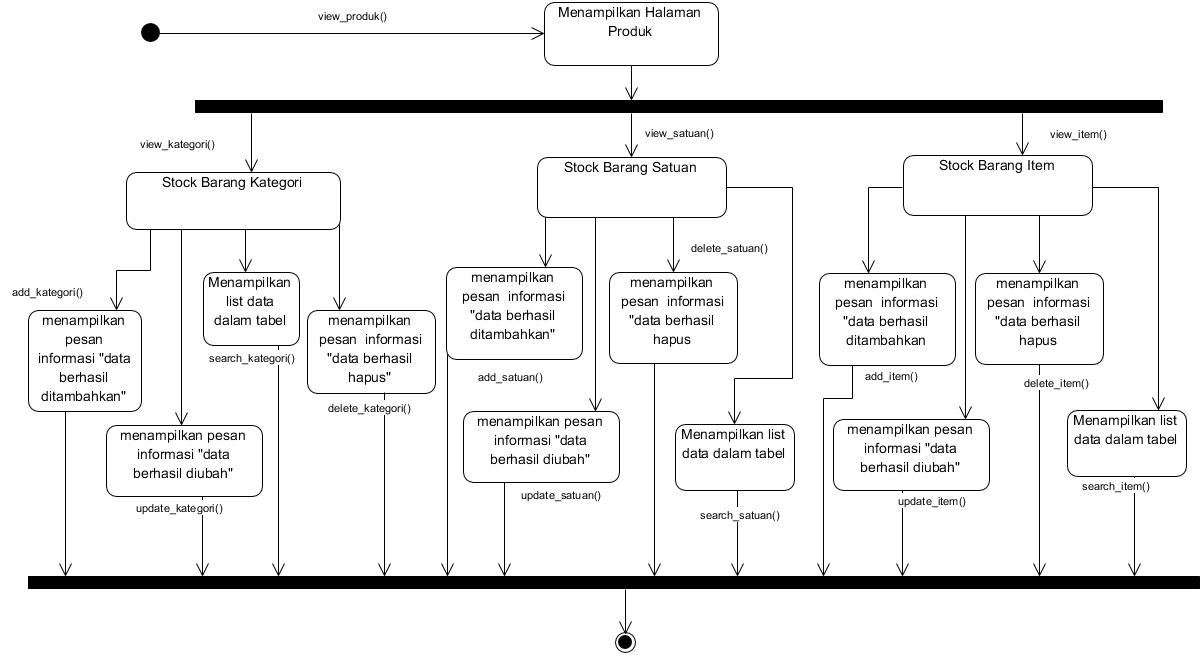 view_produk()
Menampilkan Halaman
Produk
view_kategori()
view_satuan()
view_item()
Stock Barang Kategori
Stock Barang Satuan
Stock Barang Item
add_kategori()
menampilkan
pesan
informasi "data
berhasil
ditambahkan"
Menampilkan
list data
dalam tabel
search_kategori()
menampilkan
pesan informasi
"data berhasil
hapus"
delete_kategori()
menampilkan pesan
informasi "data
berhasil diubah"
update_kategori()
menampilkan
pesan informasi
"data berhasil
ditambahkan"
add_satuan()
delete_satuan()
menampilkan
pesan informasi
"data berhasil
hapus
menampilkan pesan
informasi "data
berhasil diubah"
update_satuan()
Menampilkan list
data dalam tabel
search_satuan()
menampilkan
pesan informasi
"data berhasil
ditambahkan
add_item()
menampilkan
pesan informasi
"data berhasil
hapus
delete_item()
menampilkan pesan
informasi "data
berhasil diubah"
update_item()
Menampilkan list
data dalam tabel
search_item()